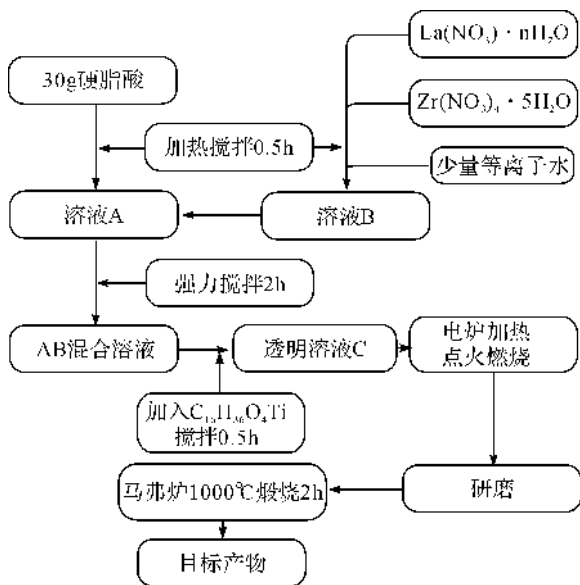 La(NO₃)·nH₂O
30g硬脂酸
Zr(NO₃)₄·5H₂O
加热搅拌0.5h
少量等离子水
溶液A
溶液B
强力搅拌2h
AB混合溶液
透明溶液C
电炉加热
点火燃烧
加入C₁₆H₃₆O₄Ti
搅拌0.5h
马弗炉1000℃煅烧2h
研磨
目标产物